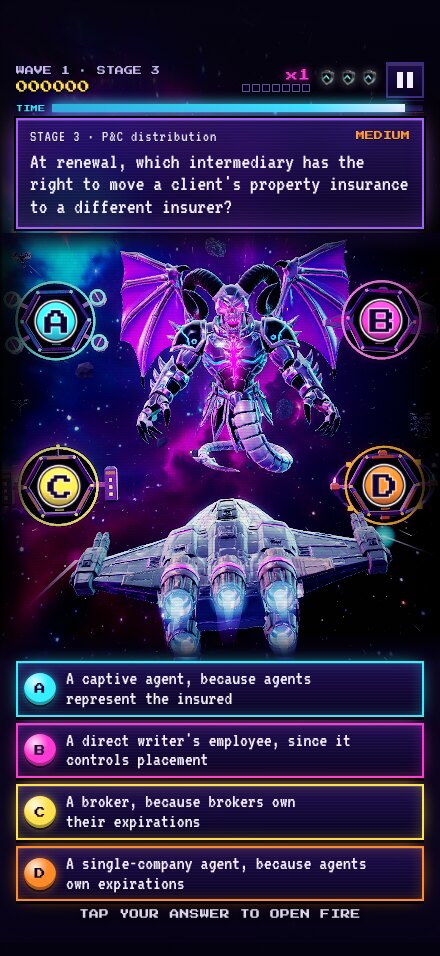 WAVE 1 · STAGE 3
000000
x1
TIME
STAGE 3 · P&C distribution
MEDIUM
At renewal, which intermediary has the
right to move a client's property insurance
to a different insurer?
A
B
C
D
A
A captive agent, because agents
represent the insured
B
A direct writer's employee, since it
controls placement
C
A broker, because brokers own
their expirations
D
A single-company agent, because agents
own expirations
TAP YOUR ANSWER TO OPEN FIRE